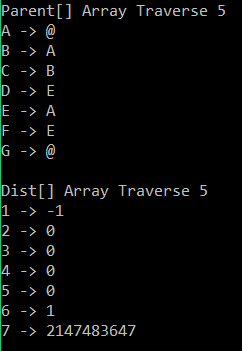 Parent[] Array Traverse 5
A -> @
B -> A
C -> B
D -> E
E -> A
F -> E
G -> @
Dist[] Array Traverse 5
1 -> -1
2 -> 0
3 -> 0
4 -> 0
5 -> 0
6 -> 1
7 -> 2147483647